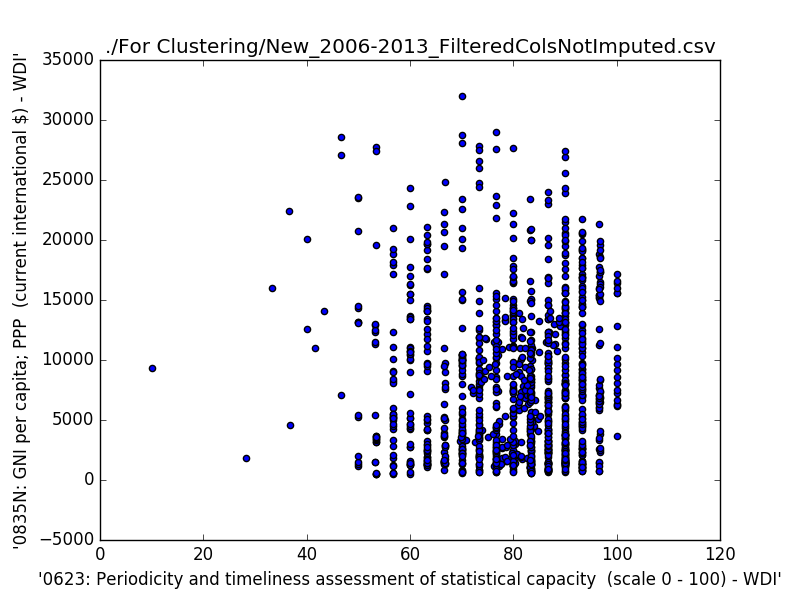 ./For Clustering/New_2006-2013_FilteredColsNotImputed.csv
35000
30000
25000
20000
15000
10000
5000
0
−5000
'0835N: GNI per capita; PPP  (current international $) - WDI'
0 20 40 60 80 100 120
'0623: Periodicity and timeliness assessment of statistical capacity  (scale 0 - 100) - WDI'